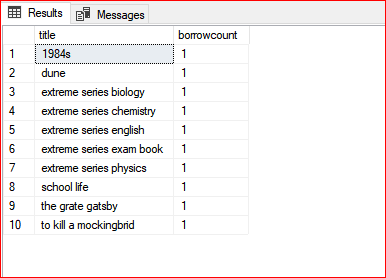 Results Messages
title borrowcount
1 1984s 1
2 dune 1
3 extreme series biology 1
4 extreme series chemistry 1
5 extreme series english 1
6 extreme series exam book 1
7 extreme series physics 1
8 school life 1
9 the grate gatsby 1
10 to kill a mockingbrid 1